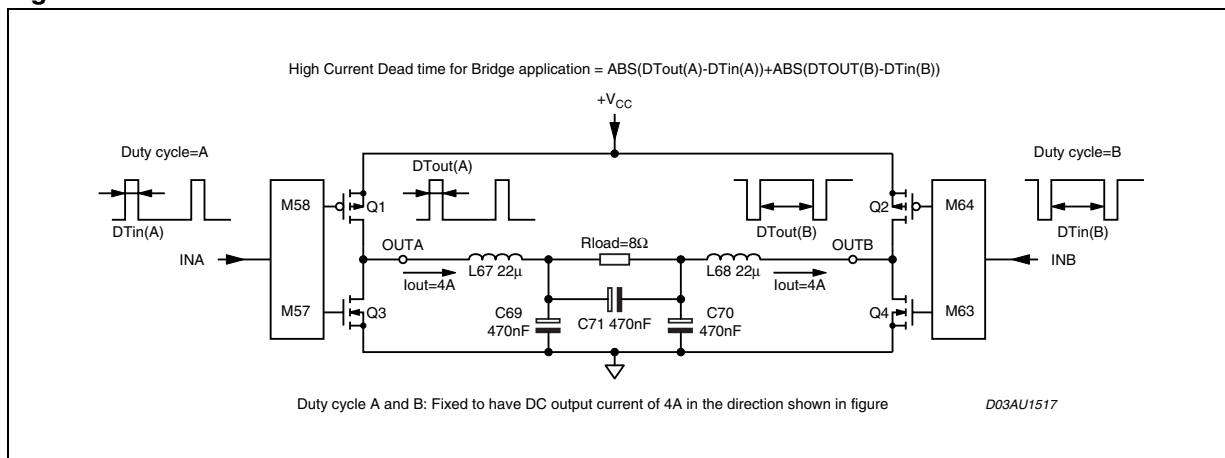 High Current Dead time for Bridge application = ABS(DTout(A)-DTin(A))+ABS(DTOUT(B)-DTin(B))
+VCC
Duty cycle=A
DTout(A)
Duty cycle=B
M58
Q1
Q2
M64
DTin(A)
DTout(B)
DTin(B)
INA
OUTA
Rload=8Ω
OUTB
INB
L67 22µ
L68 22µ
Iout=4A
Iout=4A
M57
Q3
C69
470nF
C71 470nF
C70
470nF
Q4
M63
Duty cycle A and B: Fixed to have DC output current of 4A in the direction shown in figure
D03AU1517